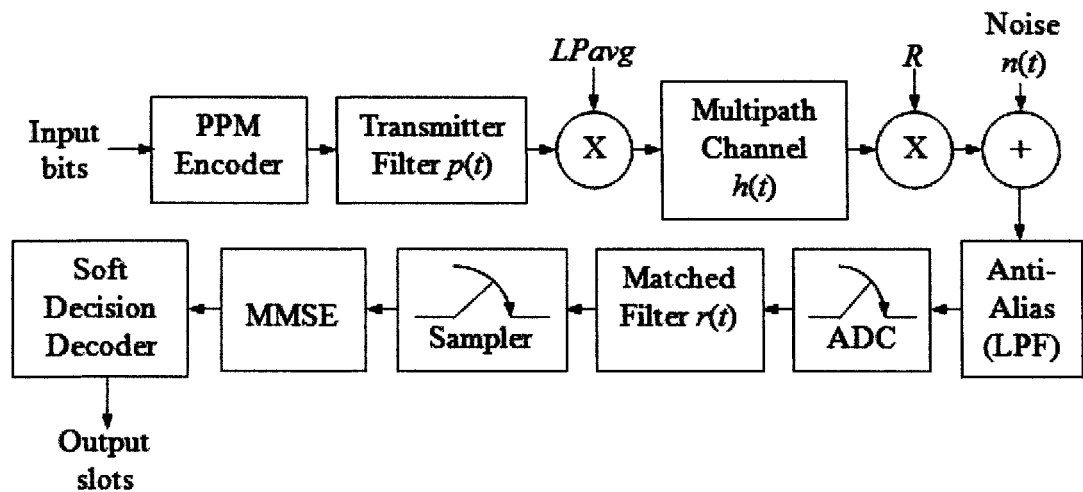 Input
bits
PPM
Encoder
Transmitter
Filter p(t)
LPavg
X
Multipath
Channel
h(t)
R
X
Noise
n(t)
+
Anti-
Alias
(LPF)
ADC
Matched
Filter r(t)
Sampler
MMSE
Soft
Decision
Decoder
Output
slots